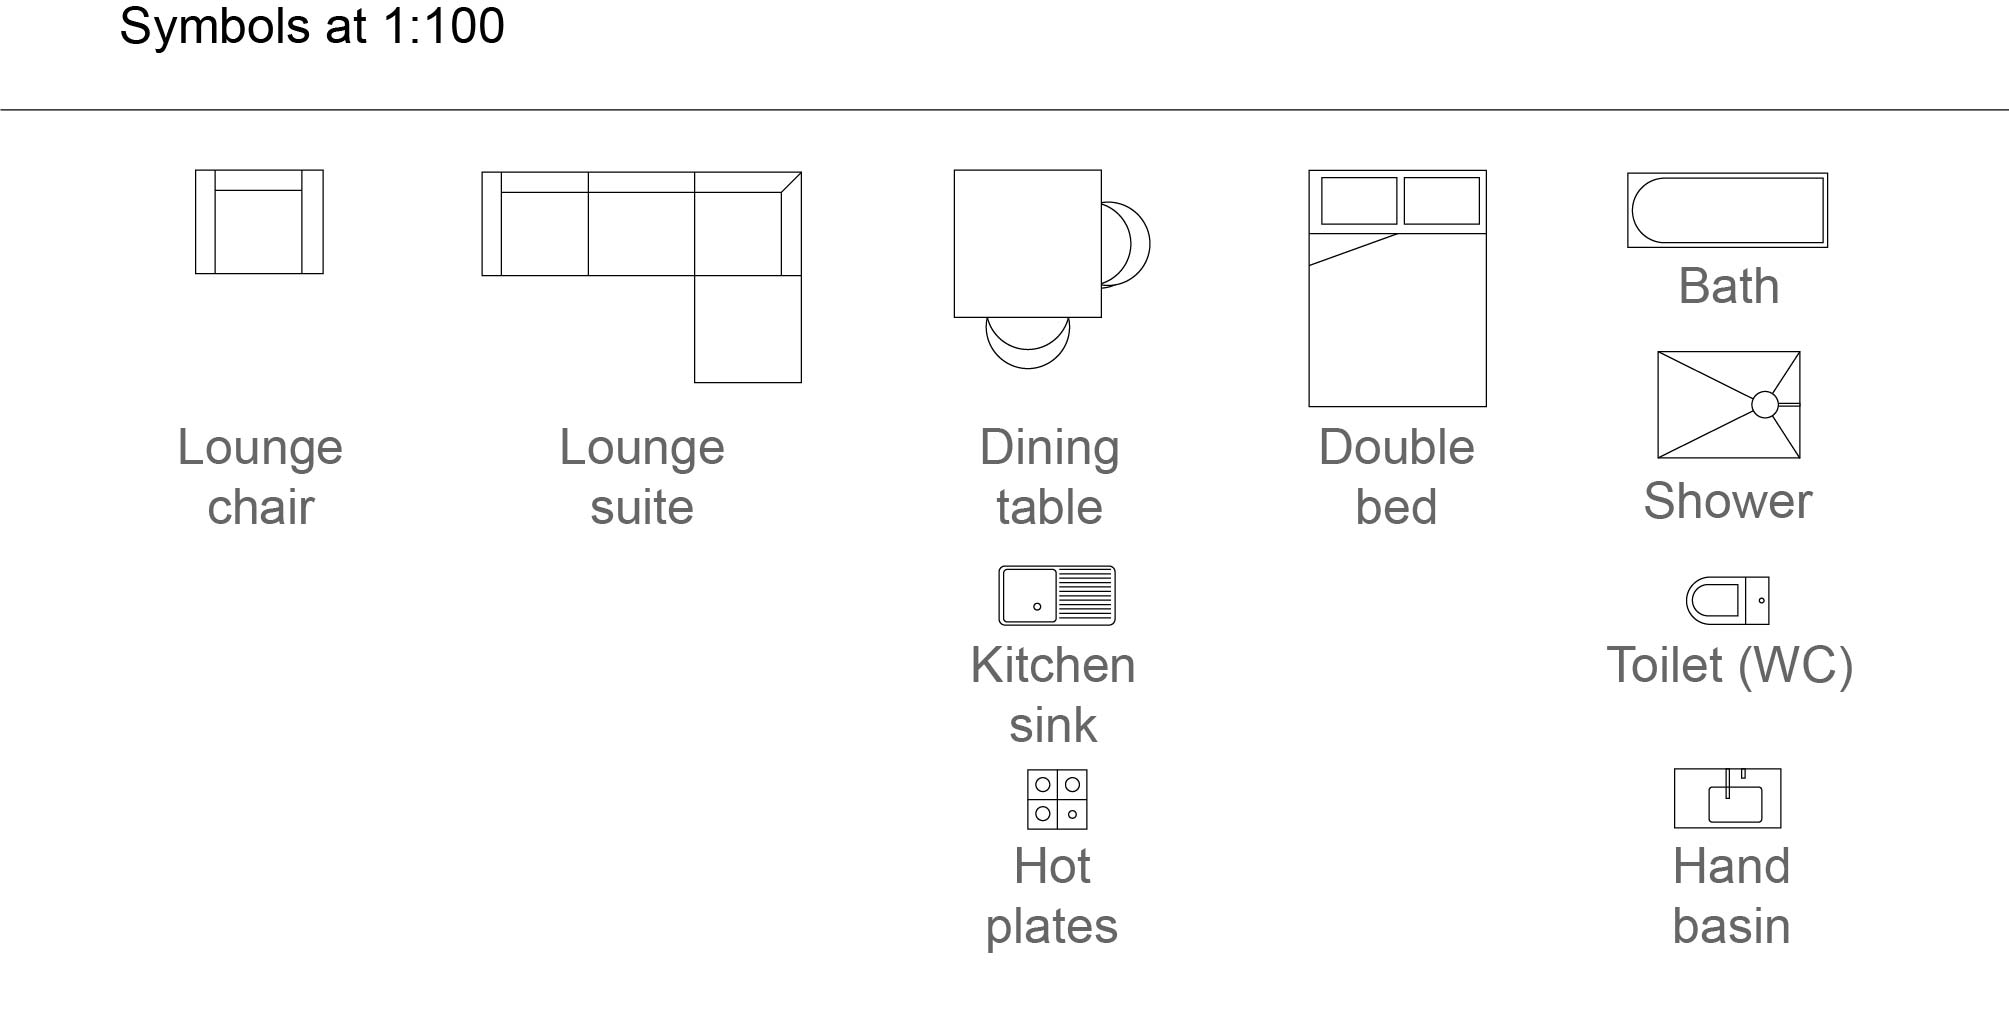 Symbols at 1:100
Lounge
chair
Lounge
suite
Dining
table
Double
bed
Bath
Shower
Kitchen
sink
Toilet (WC)
Hot
plates
Hand
basin